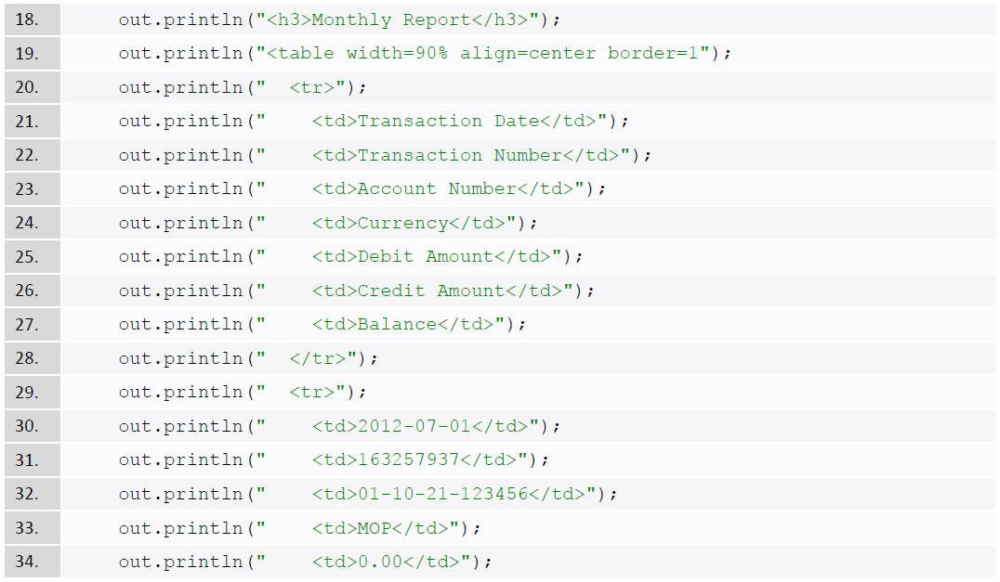 18. out.println("<h3>Monthly Report</h3>");
19. out.println("<table width=90% align=center border=1");
20. out.println("  <tr>");
21. out.println("    <td>Transaction Date</td>");
22. out.println("    <td>Transaction Number</td>");
23. out.println("    <td>Account Number</td>");
24. out.println("    <td>Currency</td>");
25. out.println("    <td>Debit Amount</td>");
26. out.println("    <td>Credit Amount</td>");
27. out.println("    <td>Balance</td>");
28. out.println("  </tr>");
29. out.println("  <tr>");
30. out.println("    <td>2012-07-01</td>");
31. out.println("    <td>163257937</td>");
32. out.println("    <td>01-10-21-123456</td>");
33. out.println("    <td>MOP</td>");
34. out.println("    <td>0.00</td>");